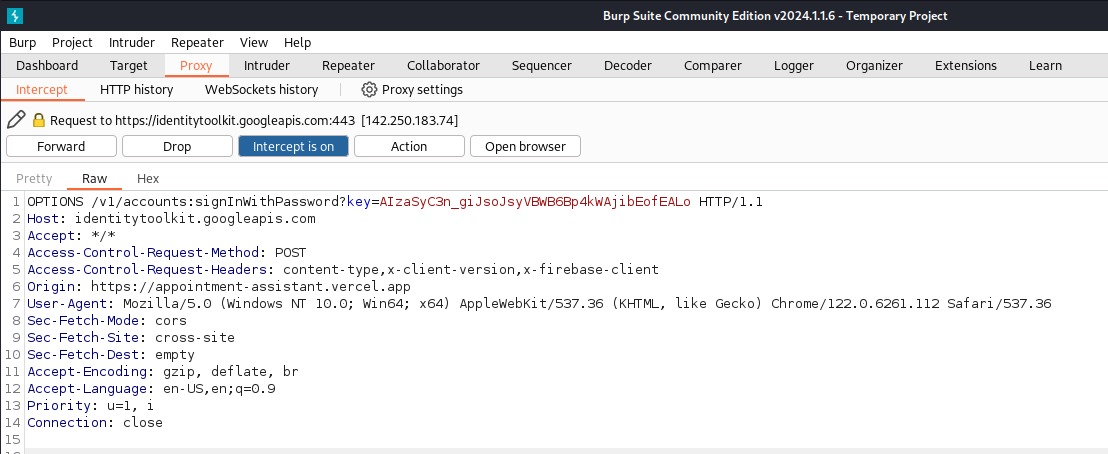 Burp Suite Community Edition v2024.1.1.6 - Temporary Project
Burp Project Intruder Repeater View Help
Dashboard Target Proxy Intruder Repeater Collaborator Sequencer Decoder Comparer Logger Organizer Extensions Learn
Intercept HTTP history WebSockets history Proxy settings
Request to https://identitytoolkit.googleapis.com:443 [142.250.183.74]
Forward Drop Intercept is on Action Open browser
Pretty Raw Hex
1 OPTIONS /v1/accounts:signInWithPassword?key=AIzaSyC3n_giJsoJsyVBWB6Bp4kWAjibEofEALo HTTP/1.1
2 Host: identitytoolkit.googleapis.com
3 Accept: */*
4 Access-Control-Request-Method: POST
5 Access-Control-Request-Headers: content-type,x-client-version,x-firebase-client
6 Origin: https://appointment-assistant.vercel.app
7 User-Agent: Mozilla/5.0 (Windows NT 10.0; Win64; x64) AppleWebKit/537.36 (KHTML, like Gecko) Chrome/122.0.6261.112 Safari/537.36
8 Sec-Fetch-Mode: cors
9 Sec-Fetch-Site: cross-site
10 Sec-Fetch-Dest: empty
11 Accept-Encoding: gzip, deflate, br
12 Accept-Language: en-US,en;q=0.9
13 Priority: u=1, i
14 Connection: close
15